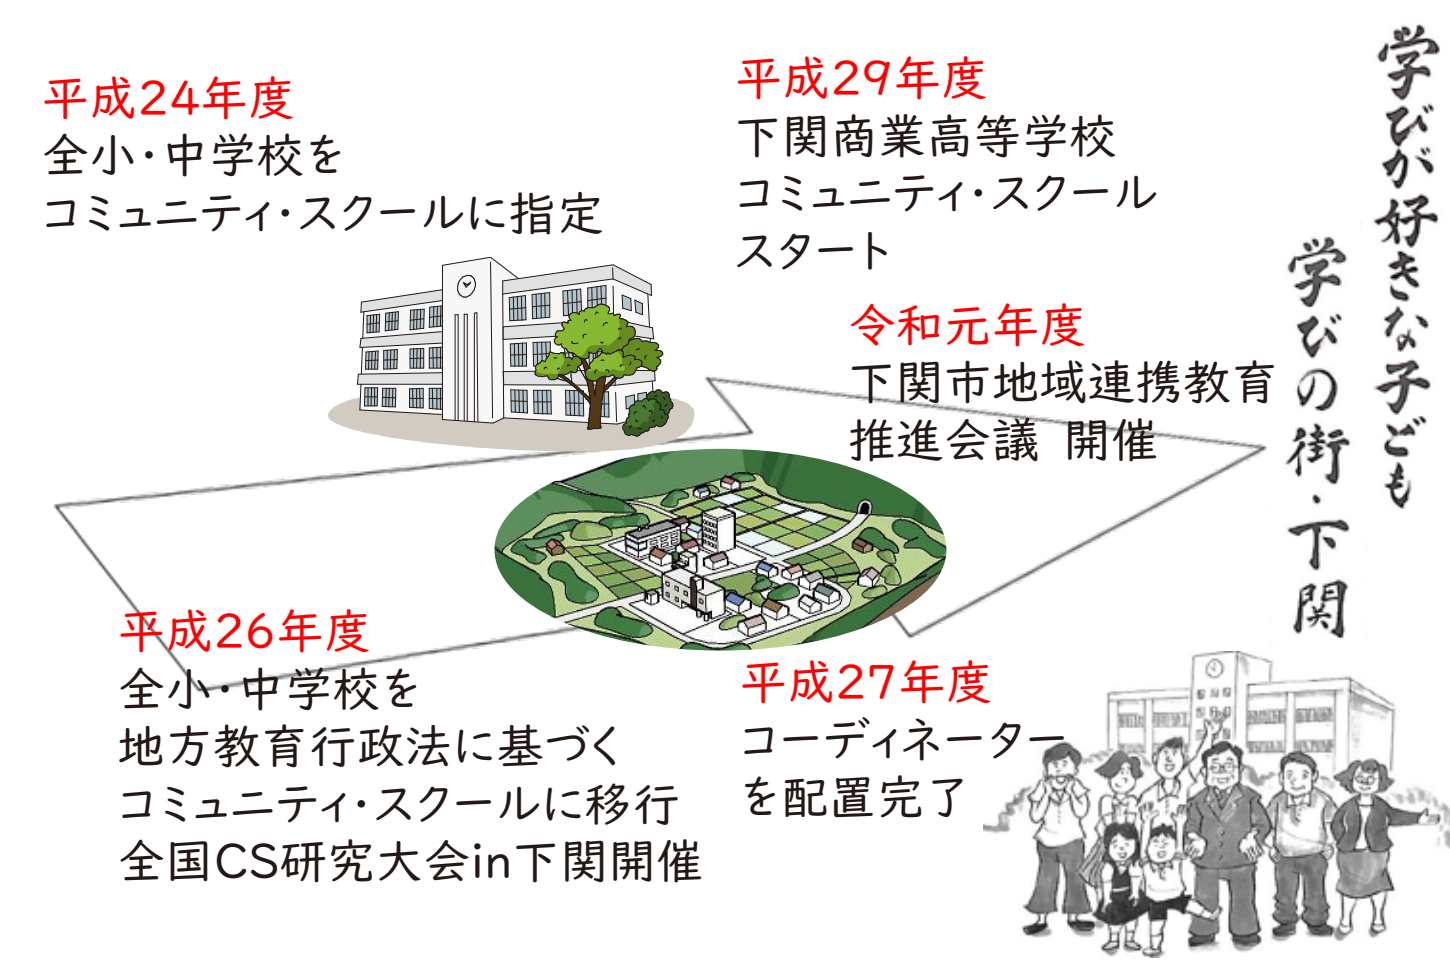 平成24年度
全小・中学校を
コミュニティ・スクールに指定
平成29年度
下関商業高等学校
コミュニティ・スクール
スタート
令和元年度
下関市地域連携教育
推進会議 開催
平成26年度
全小・中学校を
地方教育行政法に基づく
コミュニティ・スクールに移行
全国CS研究大会in下関開催
平成27年度
コーディネーター
を配置完了
学びが好きな子ども
学びの街・下関